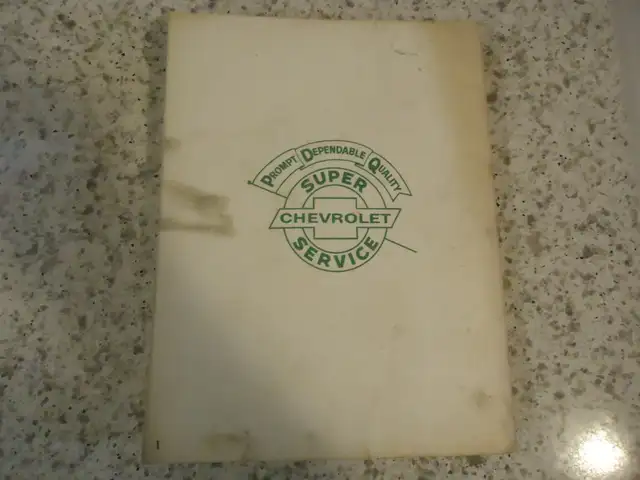 PROMPT DEPENDABLE QUALITY
SUPER
CHEVROLET
SERVICE